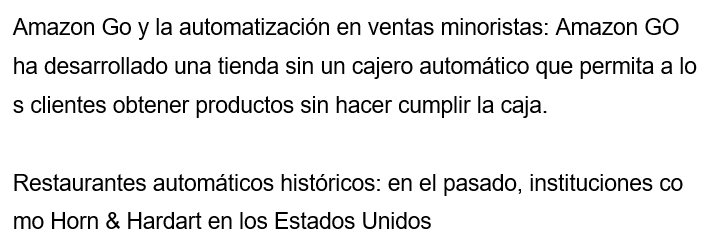 Amazon Go y la automatización en ventas minoristas: Amazon GO
ha desarrollado una tienda sin un cajero automático que permita a lo
s clientes obtener productos sin hacer cumplir la caja.
Restaurantes automáticos históricos: en el pasado, instituciones co
mo Horn & Hardart en los Estados Unidos